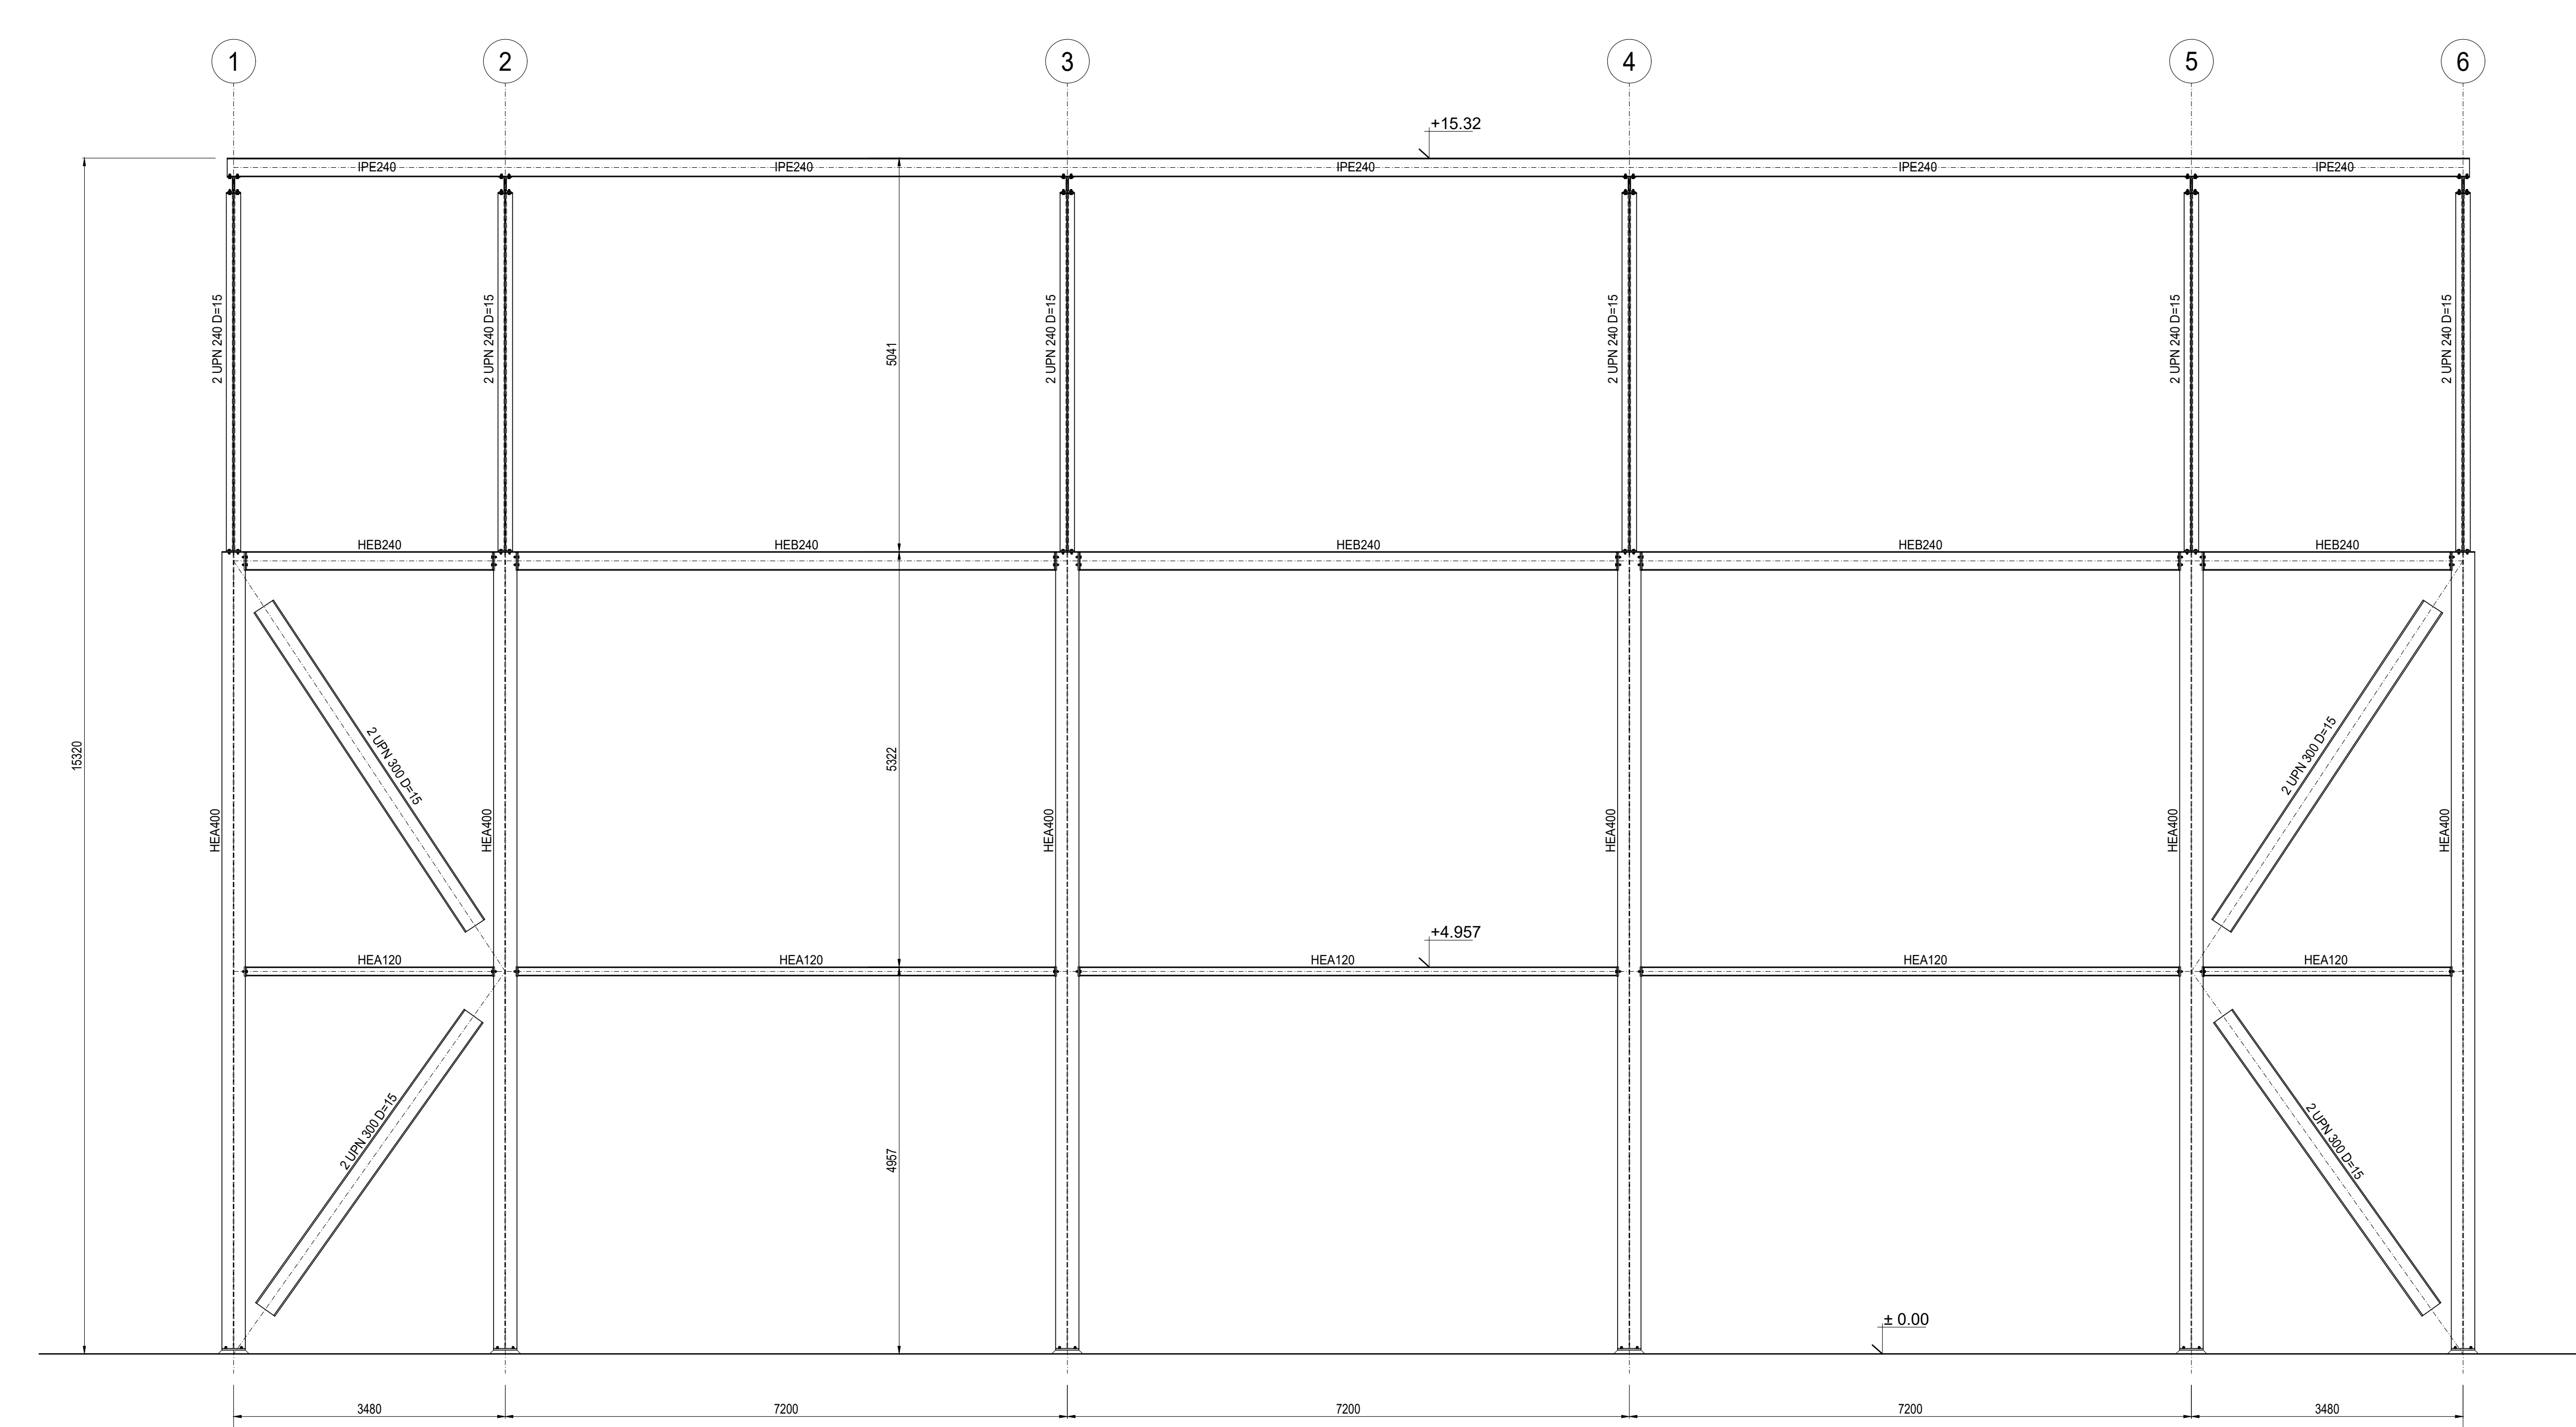 1
2
3
4
5
6
+15.32
IPE240
IPE240
IPE240
IPE240
IPE240
2 UPN 240 D=15
2 UPN 240 D=15
2 UPN 240 D=15
2 UPN 240 D=15
2 UPN 240 D=15
2 UPN 240 D=15
5041
HEB240
HEB240
HEB240
HEB240
HEB240
15320
2 UPN 300 D=15
5322
2 UPN 300 D=15
HEA400
HEA400
HEA400
HEA400
HEA400
HEA400
+4.957
HEA120
HEA120
HEA120
HEA120
HEA120
2 UPN 300 D=15
4957
2 UPN 300 D=15
± 0.00
3480
7200
7200
7200
3480